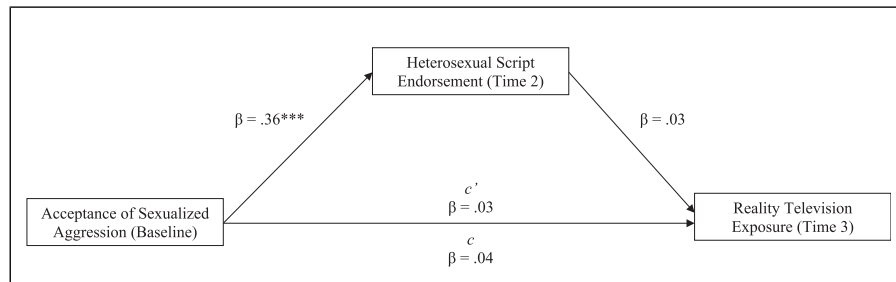 Heterosexual Script
Endorsement (Time 2)
β = .36***
β = .03
c’
β = .03
Acceptance of Sexualized
Aggression (Baseline)
Reality Television
Exposure (Time 3)
c
β = .04